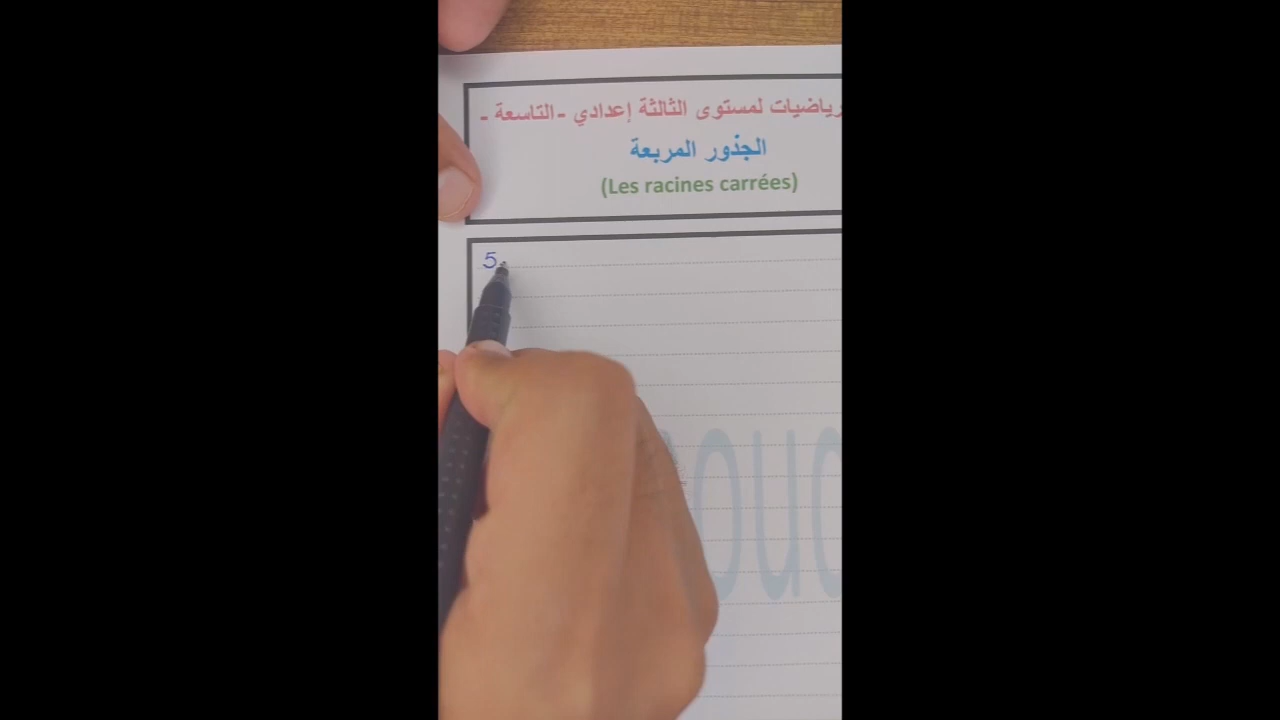 رياضيات لمستوى الثالثة إعدادي - التاسعة -
الجذور المربعة
(Les racines carrées)
5